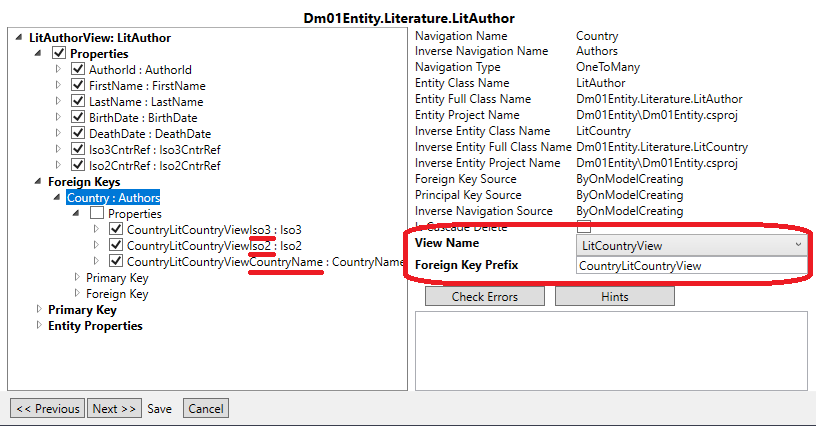 Dm01Entity.Literature.LitAuthor
LitAuthorView: LitAuthor
Properties
AuthorId : AuthorId
FirstName : FirstName
LastName : LastName
BirthDate : BirthDate
DeathDate : DeathDate
Iso3CntrRef : Iso3CntrRef
Iso2CntrRef : Iso2CntrRef
Foreign Keys
Country : Authors
Properties
CountryLitCountryViewIso3 : Iso3
CountryLitCountryViewIso2 : Iso2
CountryLitCountryViewCountryName : CountryName
Primary Key
Foreign Key
Primary Key
Entity Properties
Navigation Name Country
Inverse Navigation Name Authors
Navigation Type OneToMany
Entity Class Name LitAuthor
Entity Full Class Name Dm01Entity.Literature.LitAuthor
Entity Project Name Dm01Entity\Dm01Entity.csproj
Inverse Entity Class Name LitCountry
Inverse Entity Full Class Name Dm01Entity.Literature.LitCountry
Inverse Entity Project Name Dm01Entity\Dm01Entity.csproj
Foreign Key Source ByOnModelCreating
Principal Key Source ByOnModelCreating
Inverse Navigation Source ByOnModelCreating
Is Cascade Delete
View Name LitCountryView
Foreign Key Prefix CountryLitCountryView
Check Errors Hints
<< Previous Next >> Save Cancel